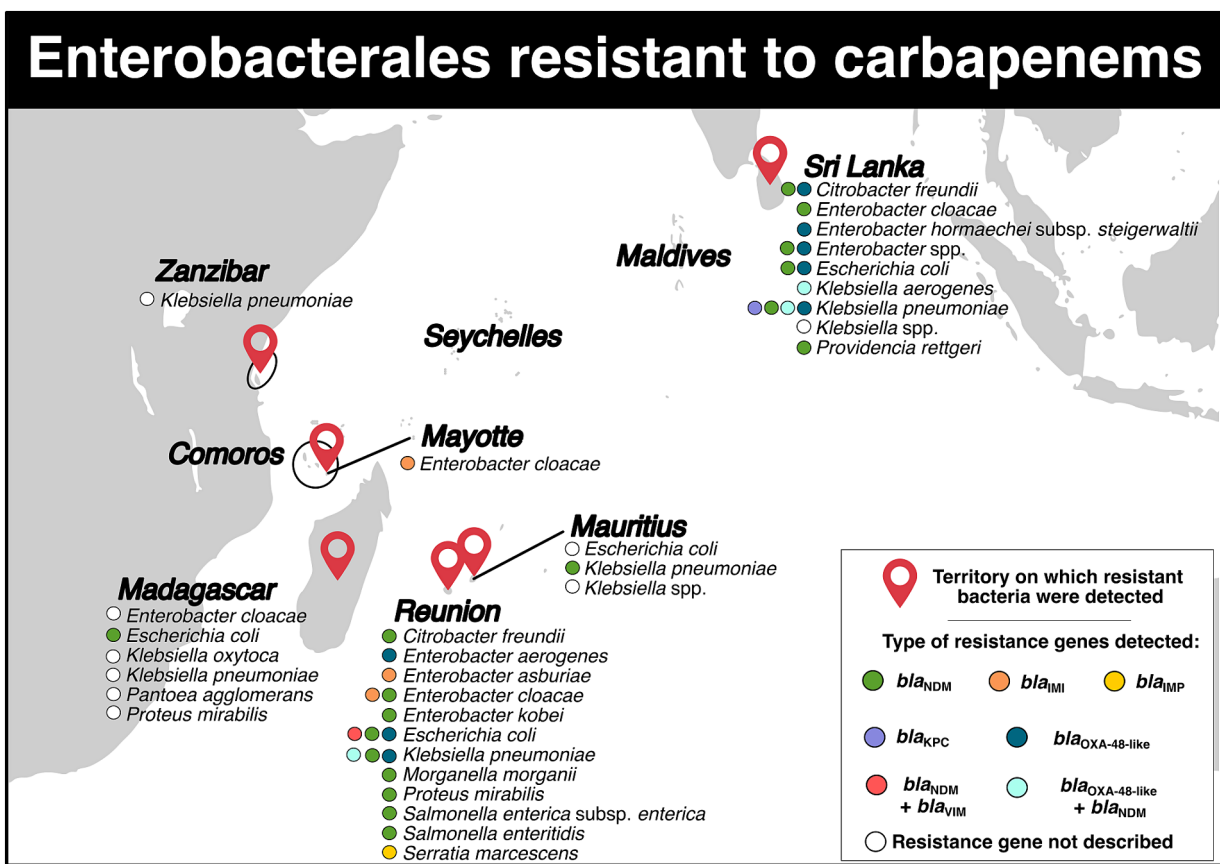 Enterobacterales resistant to carbapenems
Sri Lanka
Citrobacter freundii
Enterobacter cloacae
Enterobacter hormaechei subsp. steigerwaltii
Enterobacter spp.
Escherichia coli
Klebsiella aerogenes
Klebsiella pneumoniae
Klebsiella spp.
Providencia rettgeri
Maldives
Zanzibar
Klebsiella pneumoniae
Seychelles
Comoros
Mayotte
Enterobacter cloacae
Mauritius
Escherichia coli
Klebsiella pneumoniae
Klebsiella spp.
Madagascar
Enterobacter cloacae
Escherichia coli
Klebsiella oxytoca
Klebsiella pneumoniae
Pantoea agglomerans
Proteus mirabilis
Reunion
Citrobacter freundii
Enterobacter aerogenes
Enterobacter asburiae
Enterobacter cloacae
Enterobacter kobei
Escherichia coli
Klebsiella pneumoniae
Morganella morganii
Proteus mirabilis
Salmonella enterica subsp. enterica
Salmonella enteritidis
Serratia marcescens
Territory on which resistant
bacteria were detected
Type of resistance genes detected:
blaNDM
blaIMI
blaIMP
blaKPC
blaOXA-48-like
blaNDM
+ blaVIM
blaOXA-48-like
+ blaNDM
Resistance gene not described